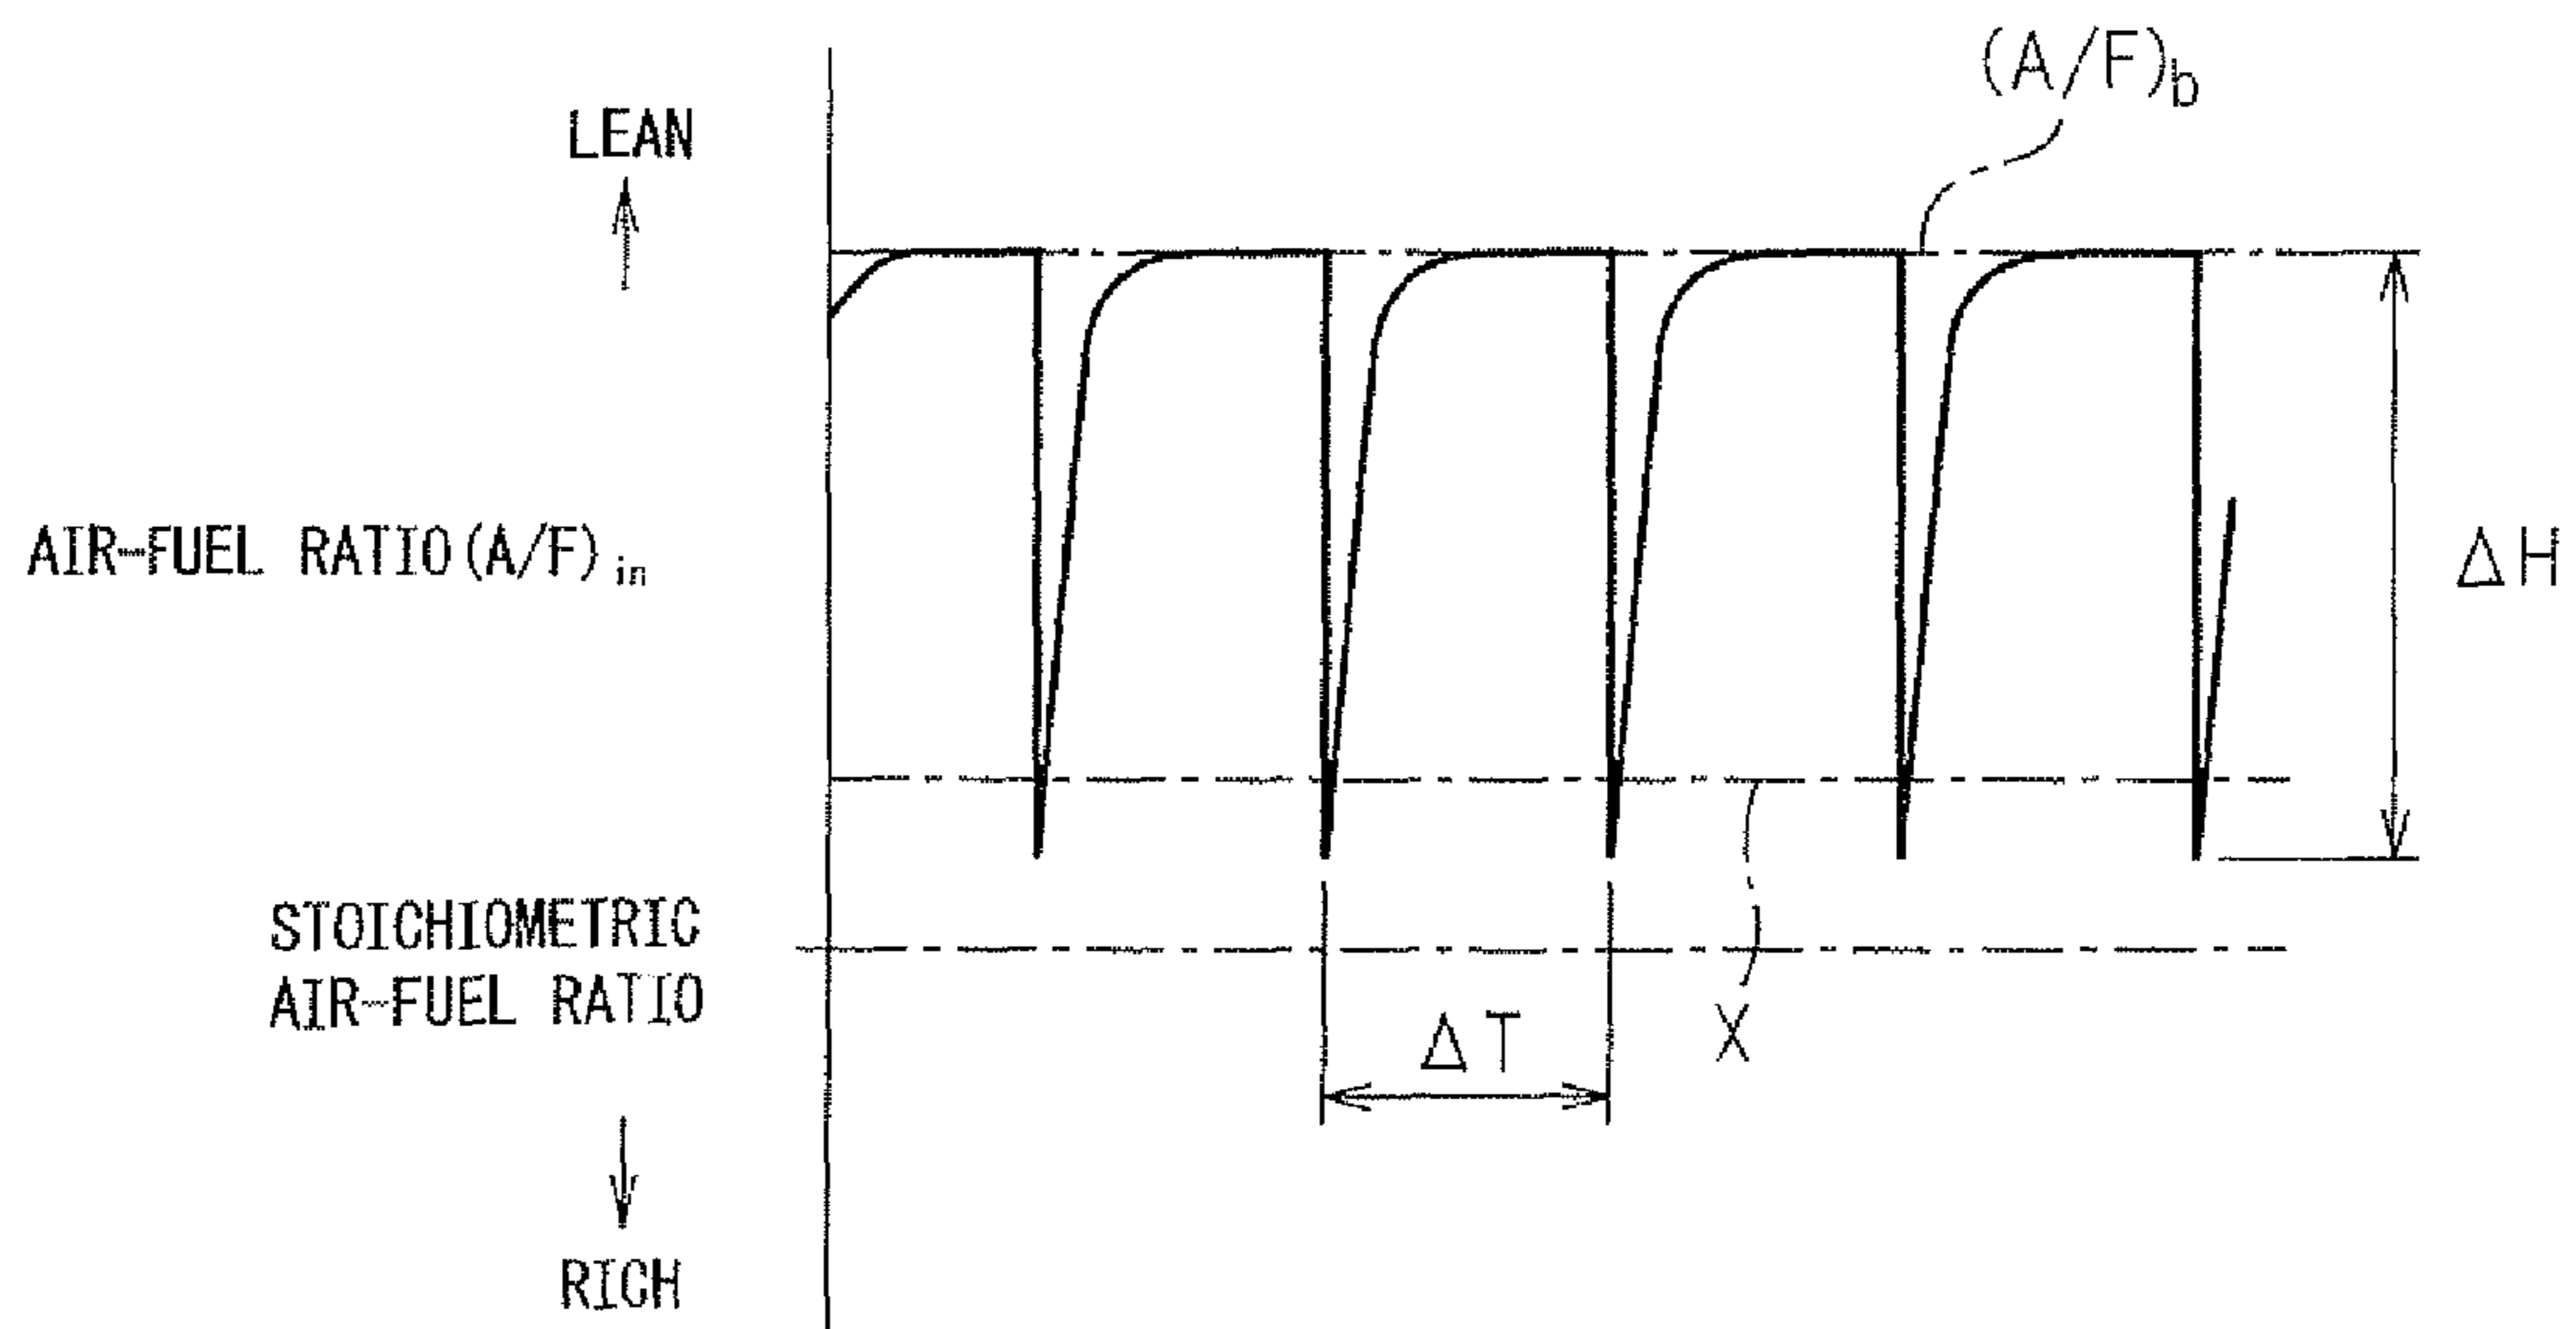 (A/F)b
LEAN
AIR-FUEL RATIO(A/F)in
ΔH
STOICHIOMETRIC
AIR-FUEL RATIO
X
ΔT
RICH